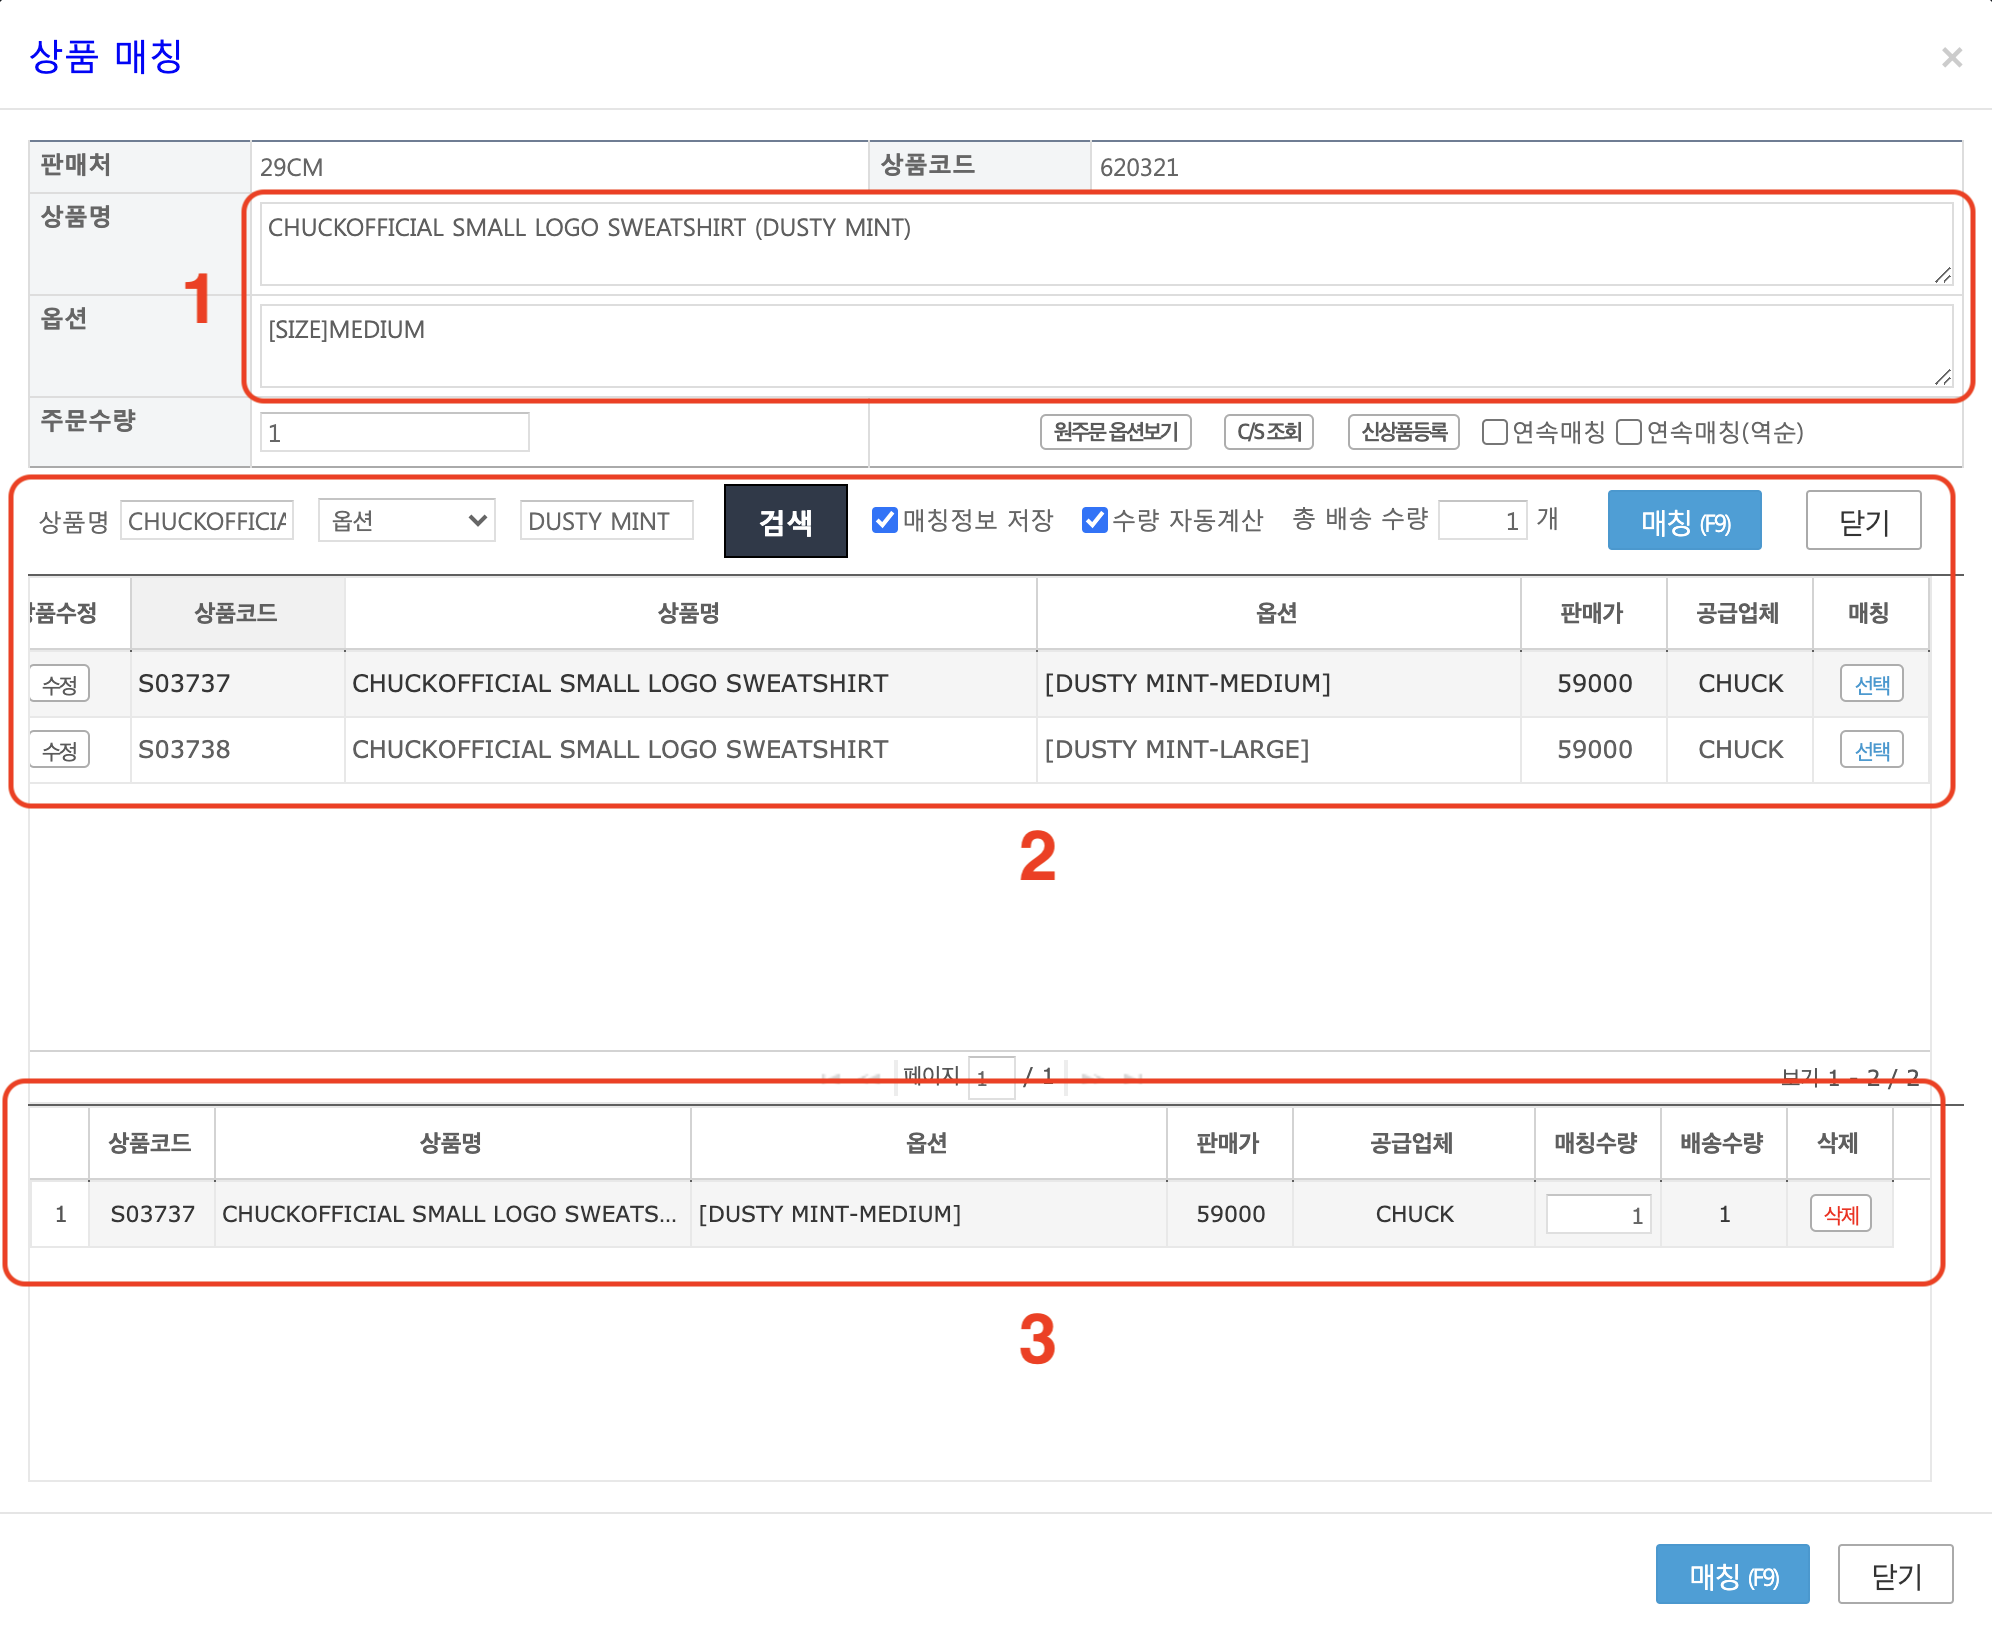 상품 매칭
×
판매처 29CM 상품코드 620321
상품명 CHUCKOFFICIAL SMALL LOGO SWEATSHIRT (DUSTY MINT)
1
옵션 [SIZE]MEDIUM
주문수량 1 원주문 옵션보기 C/S 조회 신상품등록 연속매칭 연속매칭(역순)
상품명 CHUCKOFFICIA 옵션 DUSTY MINT 검색 매칭정보 저장 수량 자동계산 총 배송 수량 1 개 매칭 (F9) 닫기
상품수정 상품코드 상품명 옵션 판매가 공급업체 매칭
수정 S03737 CHUCKOFFICIAL SMALL LOGO SWEATSHIRT [DUSTY MINT-MEDIUM] 59000 CHUCK 선택
수정 S03738 CHUCKOFFICIAL SMALL LOGO SWEATSHIRT [DUSTY MINT-LARGE] 59000 CHUCK 선택
2
페이지 1 / 1 보기 1 - 2 / 2
상품코드 상품명 옵션 판매가 공급업체 매칭수량 배송수량 삭제
1 S03737 CHUCKOFFICIAL SMALL LOGO SWEATS... [DUSTY MINT-MEDIUM] 59000 CHUCK 1 1 삭제
3
매칭 (F9) 닫기